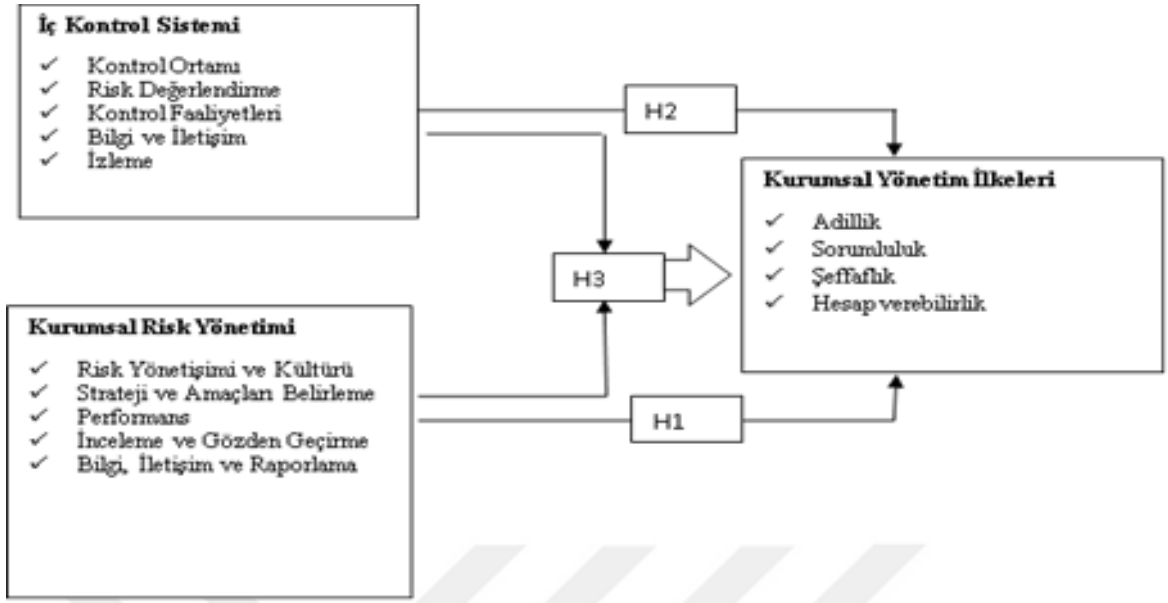 İç Kontrol Sistemi
✓ Kontrol Ortamı
✓ Risk Değerlendirme
✓ Kontrol Faaliyetleri
✓ Bilgi ve İletişim
✓ İzleme
H2
Kurumsal Yönetim İlkeleri
✓ Adillik
✓ Sorumluluk
✓ Şeffaflık
✓ Hesap verebilirlik
H3
Kurumsal Risk Yönetimi
✓ Risk Yönetişimi ve Kültürü
✓ Strateji ve Amaçları Belirleme
✓ Performans
✓ İnceleme ve Gözden Geçirme
✓ Bilgi, İletişim ve Raporlama
H1